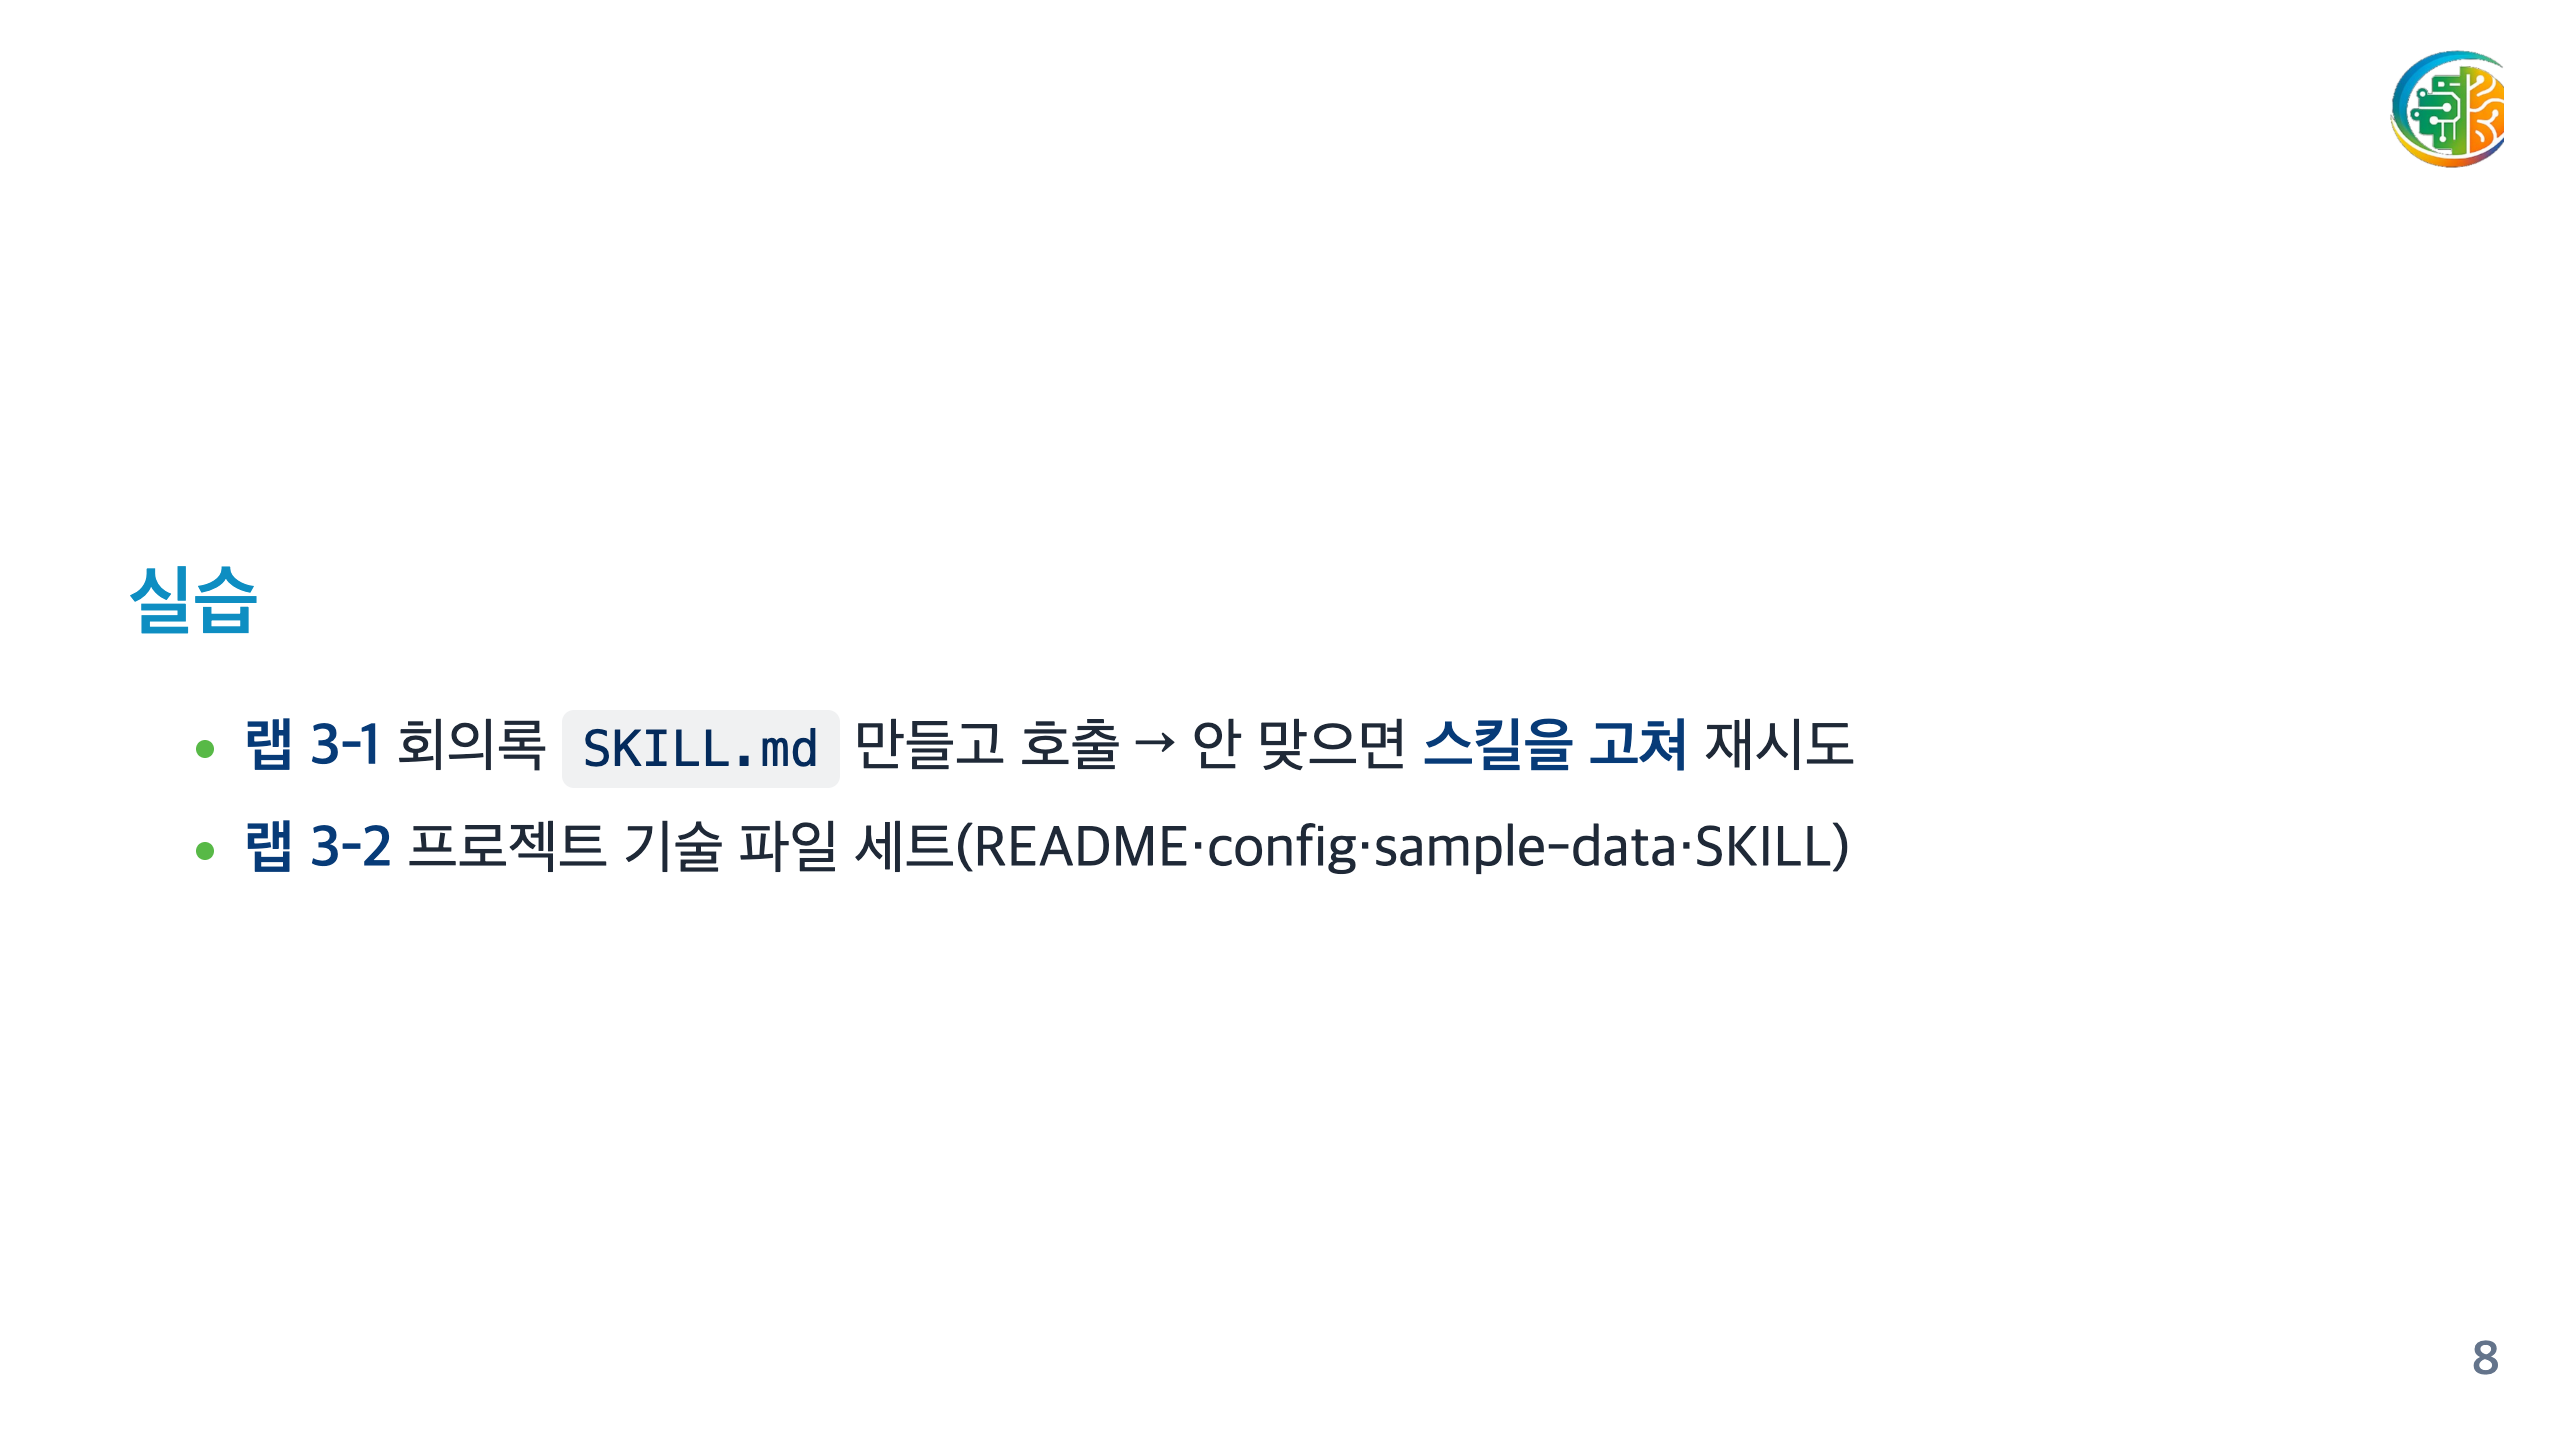 실습
• 랩 3-1 회의록 SKILL.md 만들고 호출 → 안 맞으면 스킬을 고쳐 재시도
• 랩 3-2 프로젝트 기술 파일 세트(README·config·sample-data·SKILL)
8